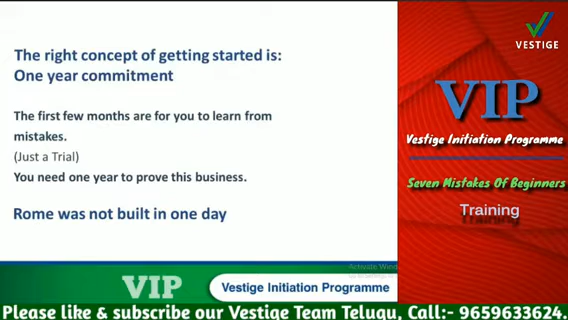 The right concept of getting started is:
One year commitment
The first few months are for you to learn from
mistakes.
(Just a Trial)
You need one year to prove this business.
Rome was not built in one day
VESTIGE
VIP
Vestige Initiation Programme
Seven Mistakes Of Beginners
Training
VIP
Vestige Initiation Programme
Please like & subscribe our Vestige Team Telugu, Call:- 9659633624.